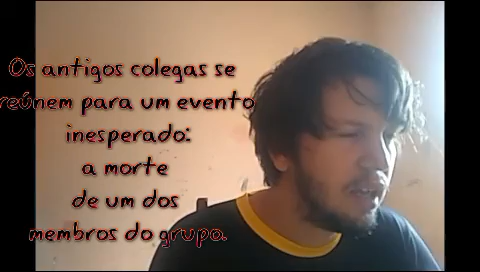 Os antigos colegas se
reúnem para um evento
inesperado:
a morte
de um dos
membros do grupo.